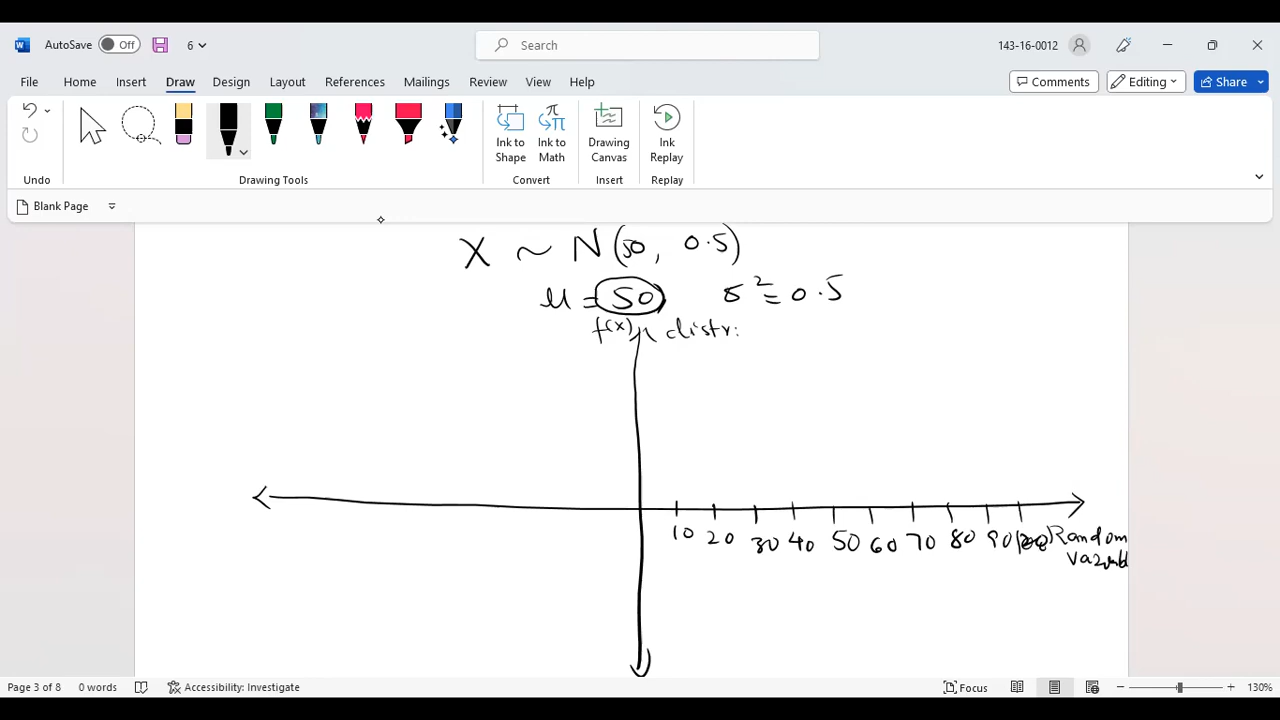 AutoSave Off 6 Search 143-16-0012
File Home Insert Draw Design Layout References Mailings Review View Help Comments Editing Share
Ink to Shape Ink to Math Drawing Canvas Ink Replay
Undo Drawing Tools Convert Insert Replay
Blank Page
X ~ N(50, 0.5)
μ = 50 σ² = 0.5
f(x) distr:
10 20 30 40 50 60 70 80 90 Random
Page 3 of 8 0 words Accessibility: Investigate Focus 130%